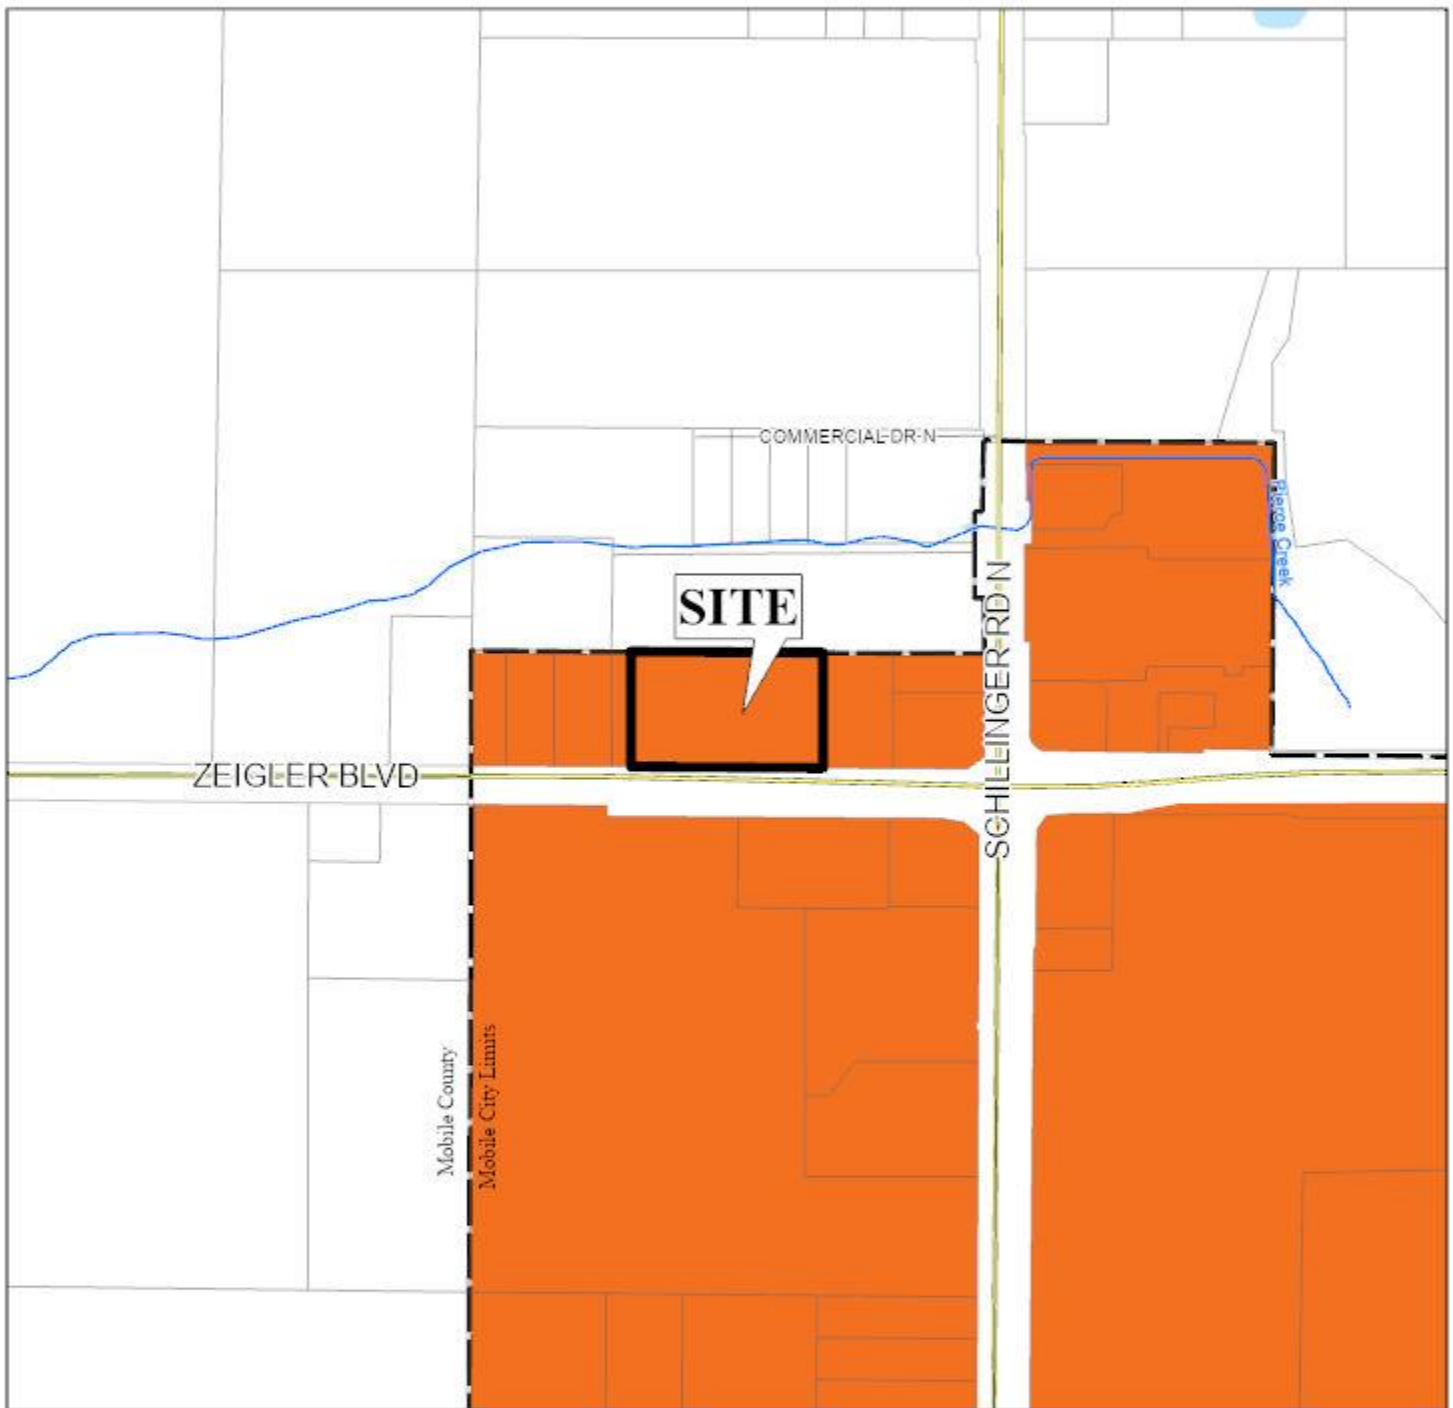 COMMERCIAL-DR-N
Pierce Creek
SITE
SCHILLINGER-RD-N
ZEIGLER-BLVD
Mobile County
Mobile City Limits